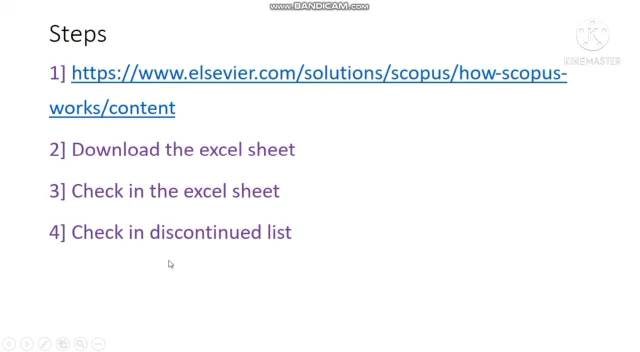 www.BANDICAM.com
Steps
KINEMASTER
1] https://www.elsevier.com/solutions/scopus/how-scopus-
works/content
2] Download the excel sheet
3] Check in the excel sheet
4] Check in discontinued list